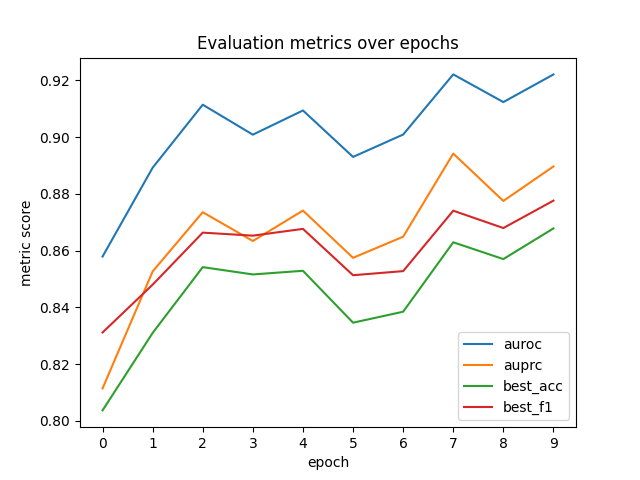 Evaluation metrics over epochs
metric score
0.92
0.90
0.88
0.86
0.84
0.82
0.80
auroc
auprc
best_acc
best_f1
0 1 2 3 4 5 6 7 8 9
epoch